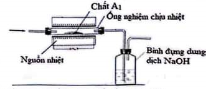 Chất A₁
Ống nghiệm chịu nhiệt
Nguồn nhiệt
Bình đựng dung
dịch NaOH